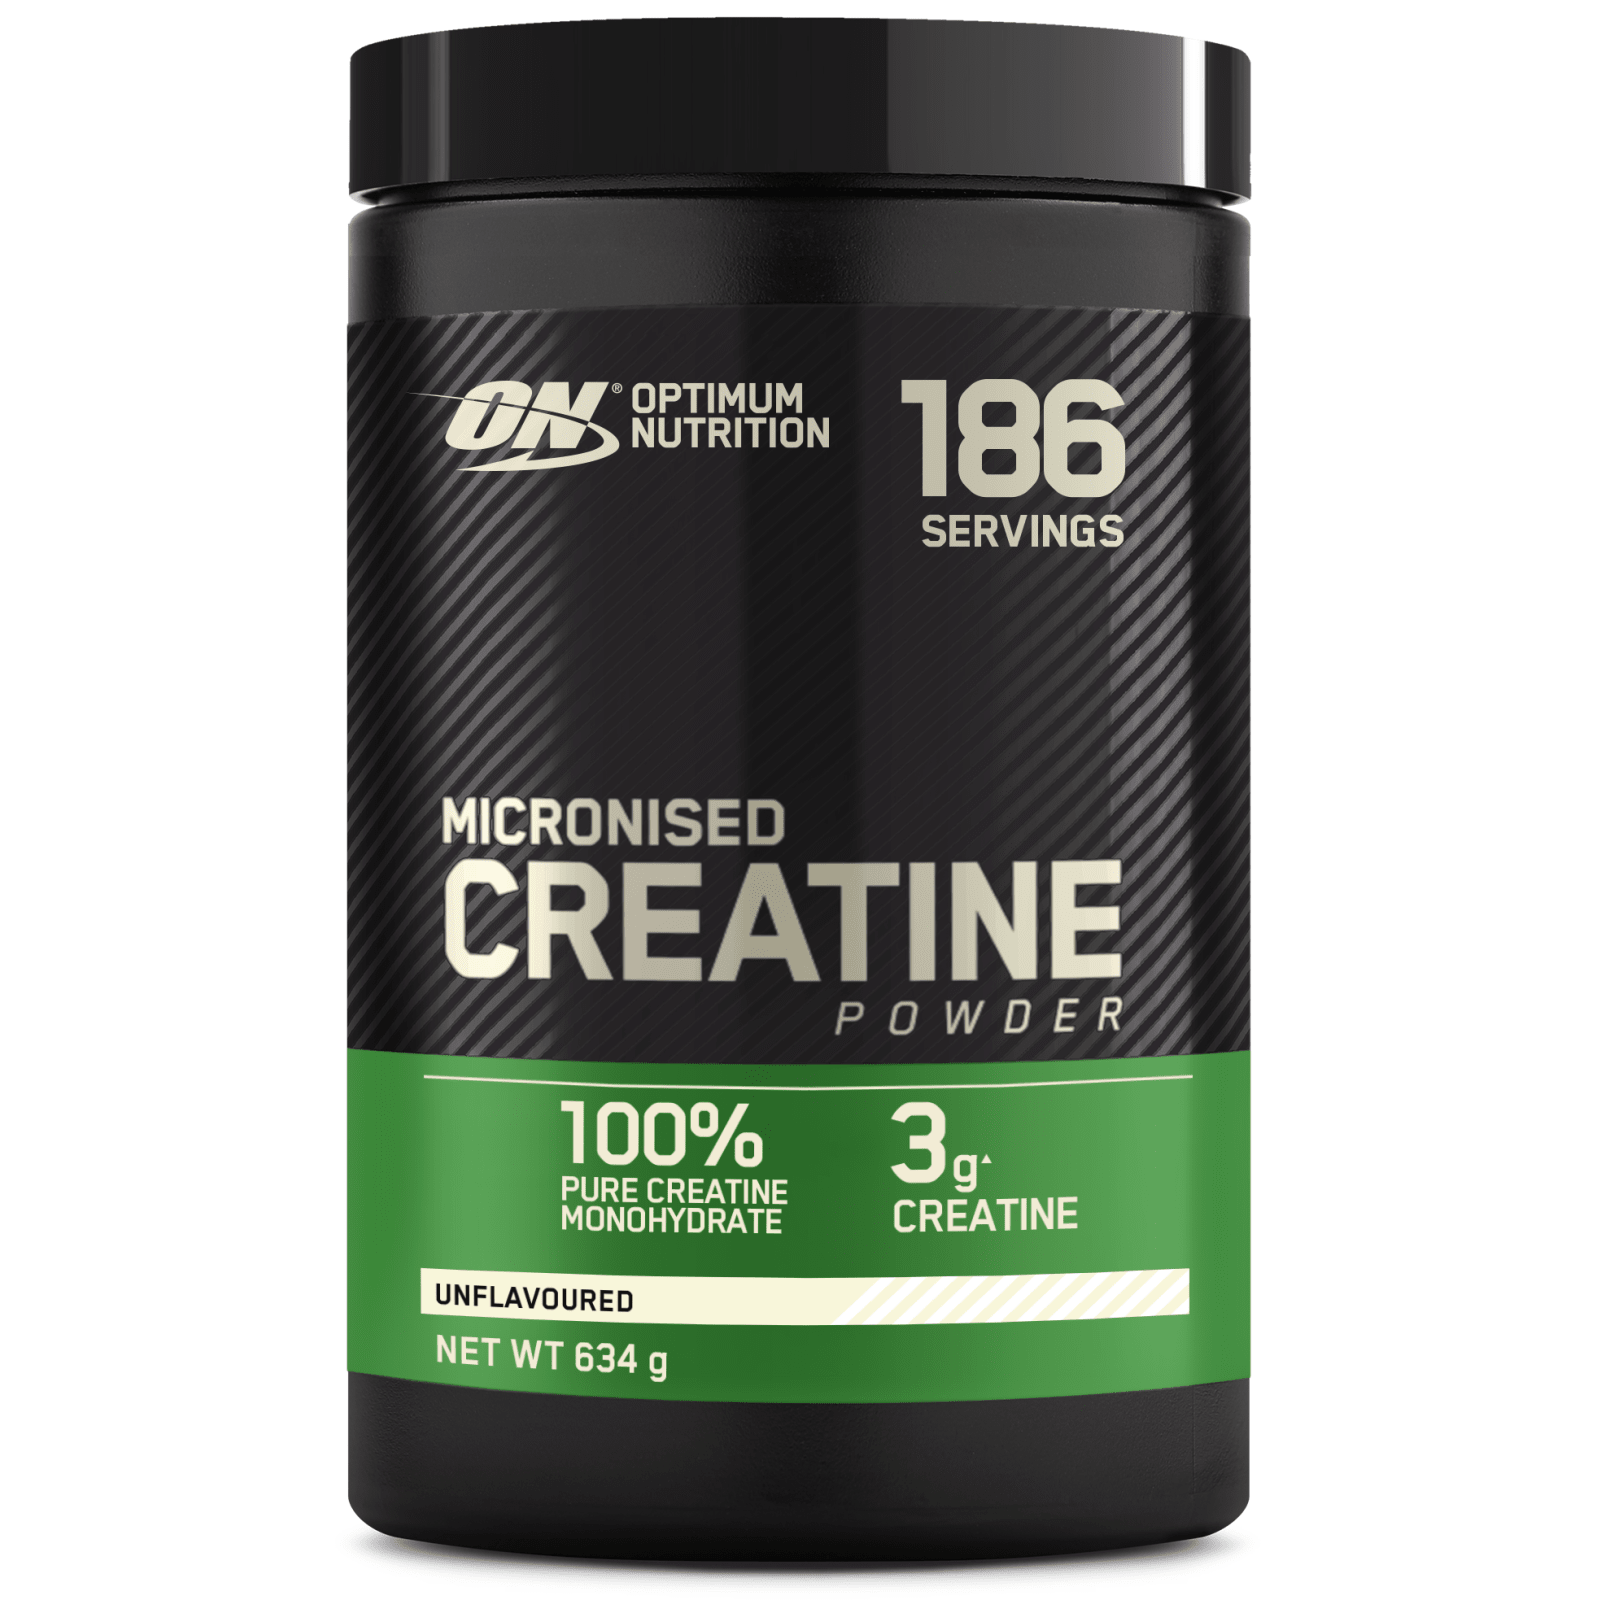 ON® OPTIMUM
NUTRITION
186
SERVINGS
MICRONISED
CREATINE
POWDER
100%
PURE CREATINE
MONOHYDRATE
3g▲
CREATINE
UNFLAVOURED
NET WT 634 g